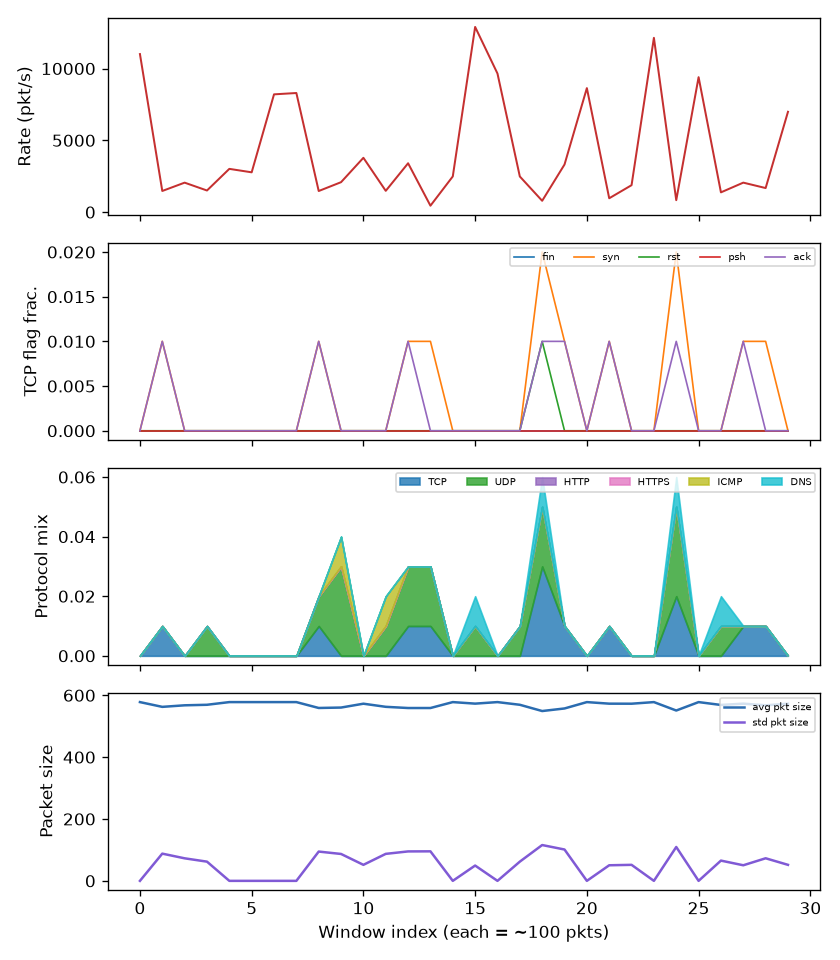 10000
5000
0
Rate (pkt/s)
fin syn rst psh ack
0.020
0.015
0.010
0.005
0.000
TCP flag frac.
TCP UDP HTTP HTTPS ICMP DNS
0.06
0.04
0.02
0.00
Protocol mix
avg pkt size
std pkt size
600
400
200
0
Packet size
0 5 10 15 20 25 30
Window index (each = ~100 pkts)